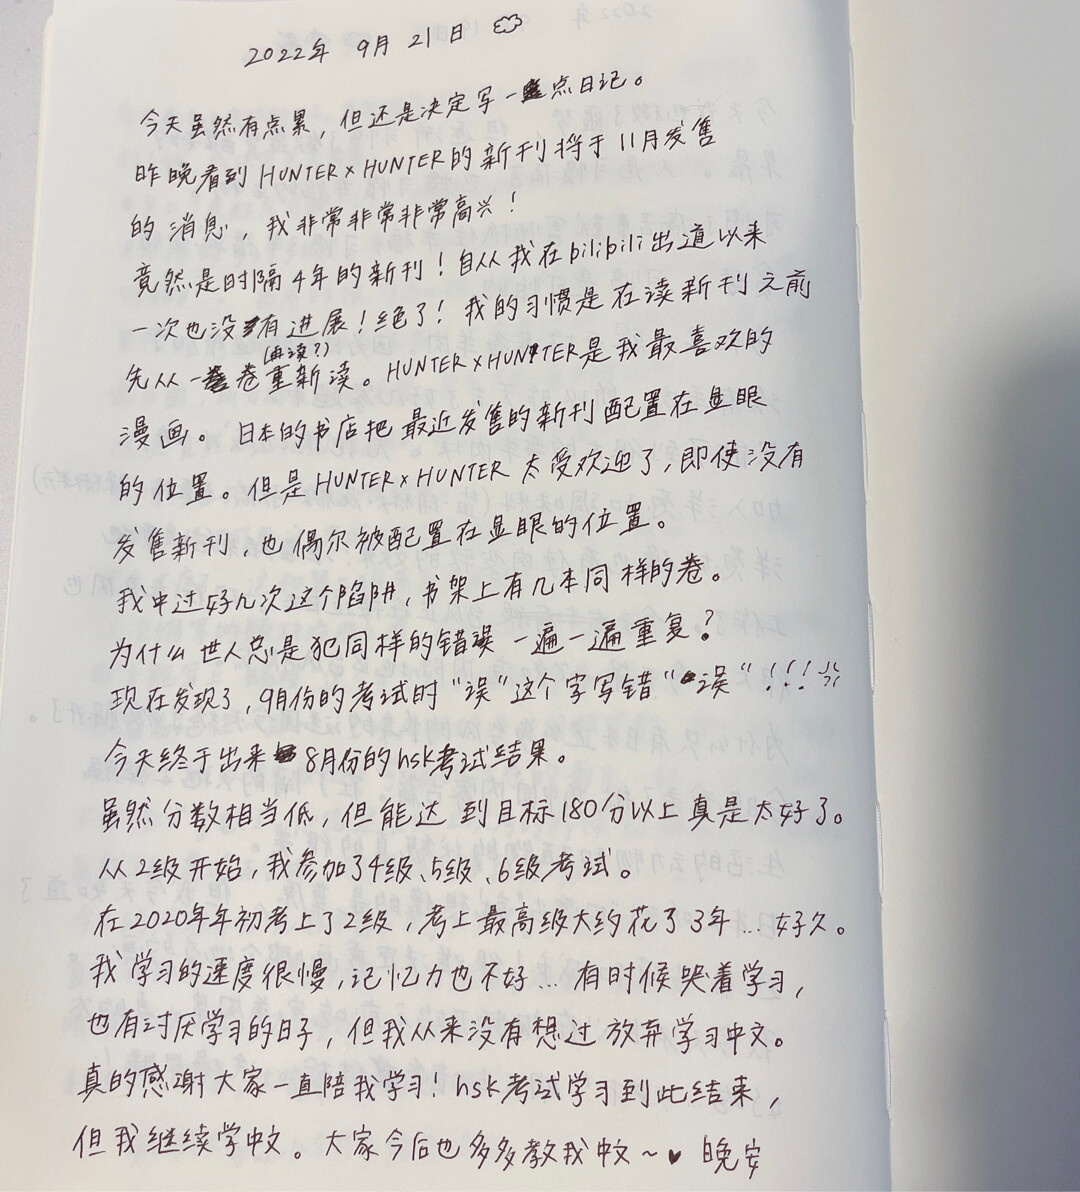 2022年 9月 21日
今天虽然有点累，但还是决定写一点日记。
昨晚看到 HUNTER×HUNTER的新刊将于11月发售
的消息，我非常非常非常高兴！
竟然是时隔4年的新刊！自从我在bilibili出道以来
一次也没有进展！绝了！我的习惯是在读新刊之前
(再读?)
先从一卷重新读。HUNTER×HUNTER是我最喜欢的
漫画。日本的书店把最近发售的新刊配置在显眼
的位置。但是HUNTER×HUNTER太受欢迎了，即使没有
发售新刊，也偶尔被配置在显眼的位置。
我中过好几次这个陷阱，书架上有几本同样的卷。
为什么世人总是犯同样的错误一遍一遍重复？
现在发现了，9月份的考试时“误”这个字写错“误”！！！
今天终于出来8月份的hsk考试结果。
虽然分数相当低，但能达到目标180分以上真是太好了。
从2级开始，我参加了4级、5级、6级考试。
在2020年年初考上了2级，考上最高级大约花了3年…好久。
我学习的速度很慢，记忆力也不好…有时候哭着学习，
也有讨厌学习的日子，但我从来没有想过放弃学习中文。
真的感谢大家一直陪我学习！hsk考试学习到此结束，
但我继续学中文。大家今后也多多教我中文～♥ 晚安